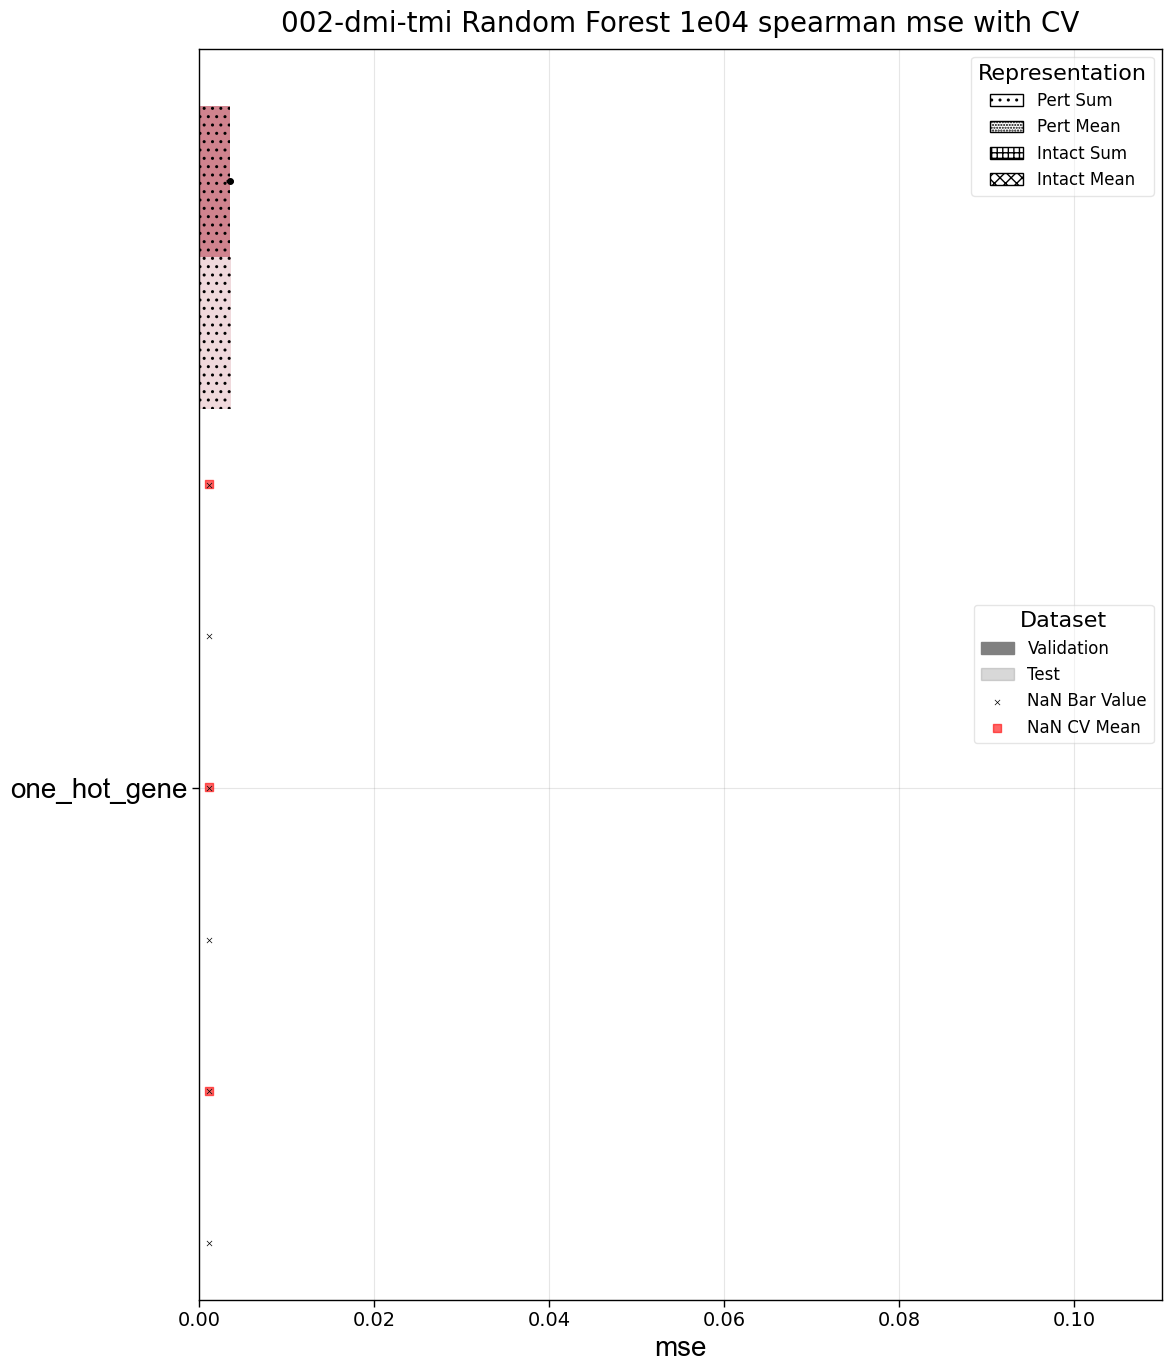 002-dmi-tmi Random Forest 1e04 spearman mse with CV
Representation
Pert Sum
Pert Mean
Intact Sum
Intact Mean
Dataset
Validation
Test
NaN Bar Value
NaN CV Mean
one_hot_gene
0.00 0.02 0.04 0.06 0.08 0.10
mse